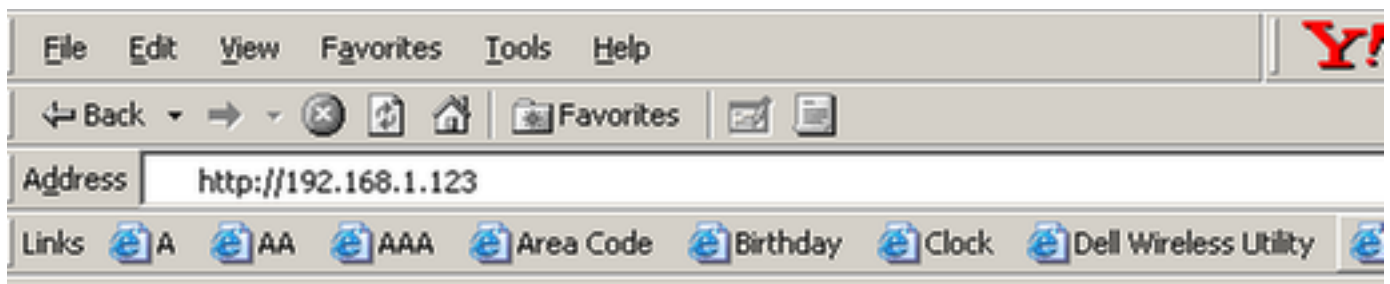 File Edit View Favorites Tools Help Y!
Back Favorites
Address http://192.168.1.123
Links A AA AAA Area Code Birthday Clock Dell Wireless Utility